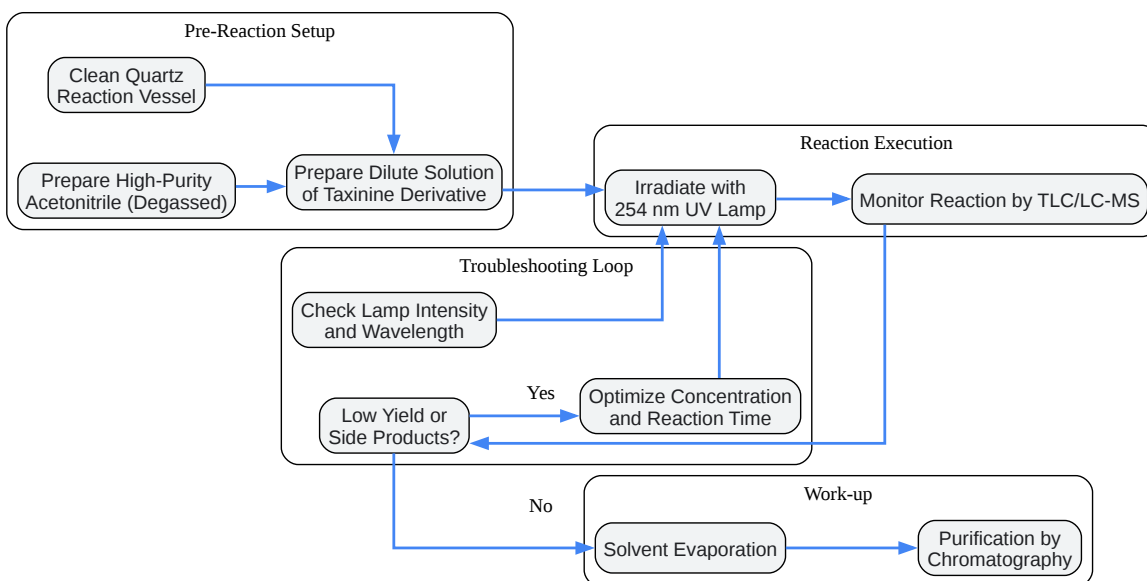 Pre-Reaction Setup
Clean Quartz
Reaction Vessel
Prepare High-Purity
Acetonitrile (Degassed)
Prepare Dilute Solution
of Taxinine Derivative
Reaction Execution
Irradiate with
254 nm UV Lamp
Monitor Reaction by TLC/LC-MS
Troubleshooting Loop
Check Lamp Intensity
and Wavelength
Low Yield or
Side Products?
Yes
Optimize Concentration
and Reaction Time
No
Work-up
Solvent Evaporation
Purification by
Chromatography